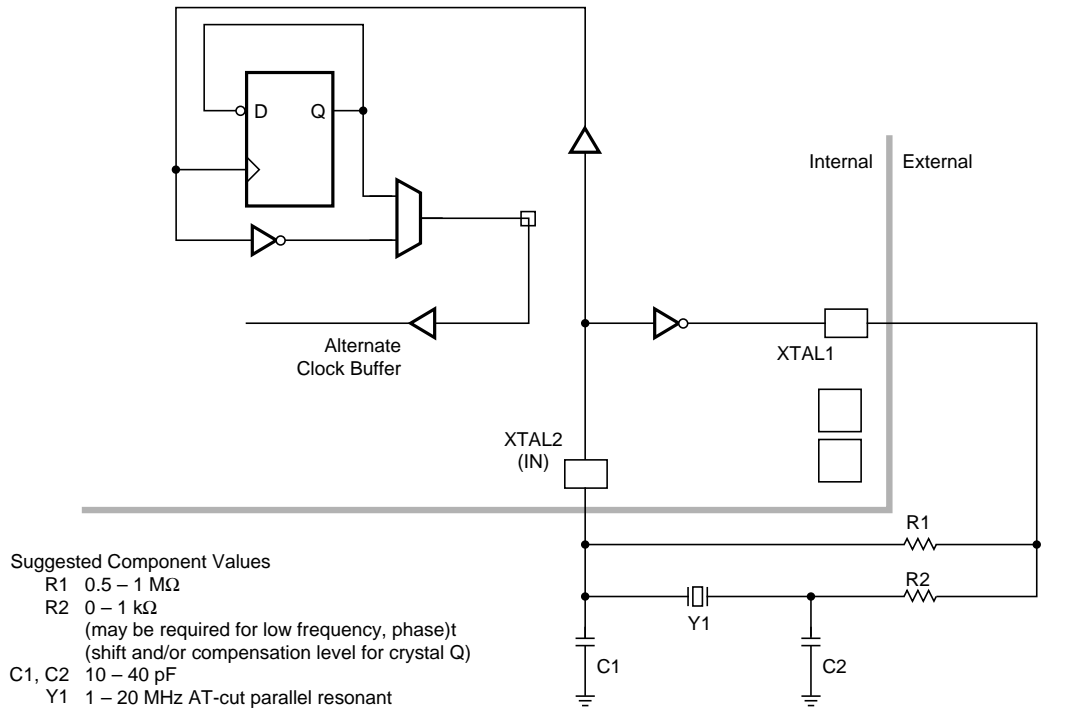 D Q
Internal External
Alternate
Clock Buffer
XTAL1
XTAL2
(IN)
R1
R2
Y1
C1
C2
Suggested Component Values
R1 0.5 – 1 MΩ
R2 0 – 1 kΩ
(may be required for low frequency, phase)t
(shift and/or compensation level for crystal Q)
C1, C2 10 – 40 pF
Y1 1 – 20 MHz AT-cut parallel resonant